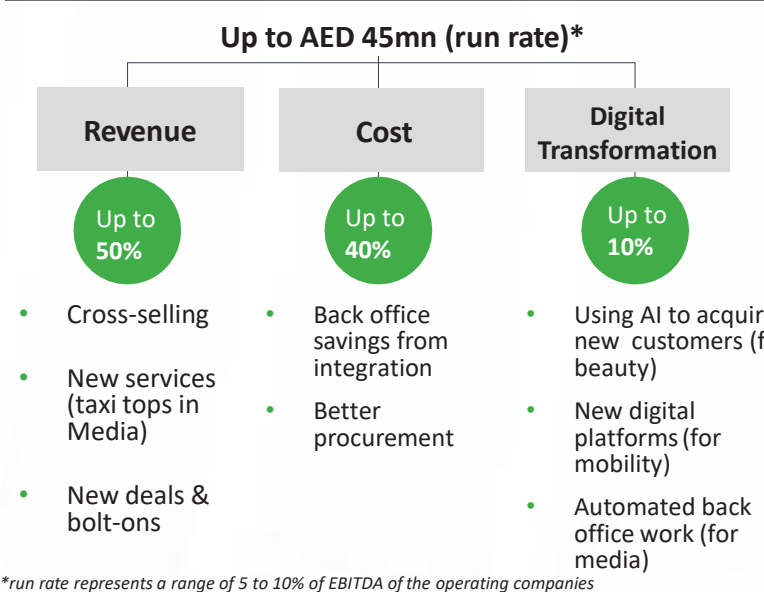 Up to AED 45mn (run rate)*
Revenue
Up to
50%
• Cross-selling
• New services
(taxi tops in
Media)
• New deals &
bolt-ons
Cost
Up to
40%
• Back office
savings from
integration
• Better
procurement
Digital
Transformation
Up to
10%
• Using AI to
new customers
beauty)
• New digital
platforms (for
mobility)
• Automated back
office work (for
media)
*run rate represents a range of 5 to 10% of EBITDA of the operating companies